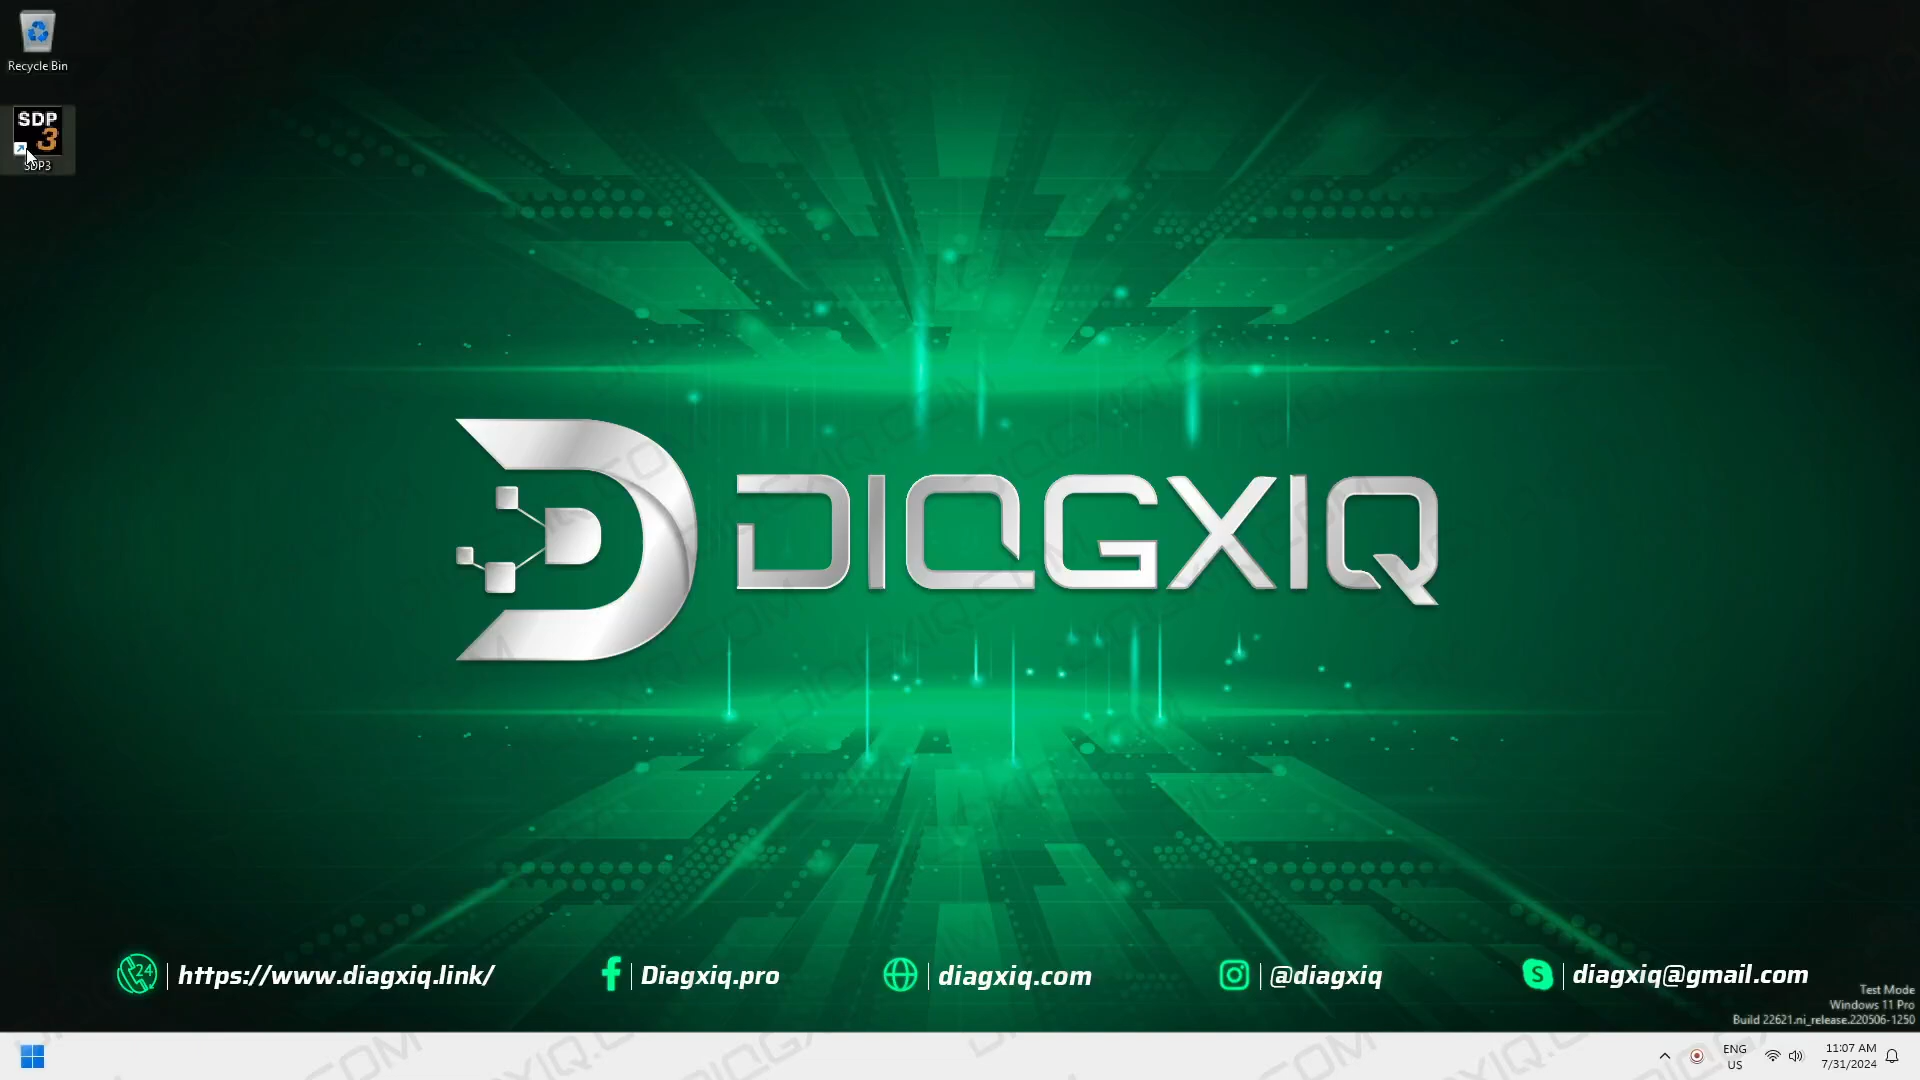 Recycle Bin
SDP
3
SDP3
DIAGXIQ
24
https://www.diagxiq.link/
Diagxiq.pro
diagxiq.com
@diagxiq
diagxiq@gmail.com
Test Mode
Windows 11 Pro
Build 22621.ni_release.220506-1250
ENG
US
11:07 AM
7/31/2024